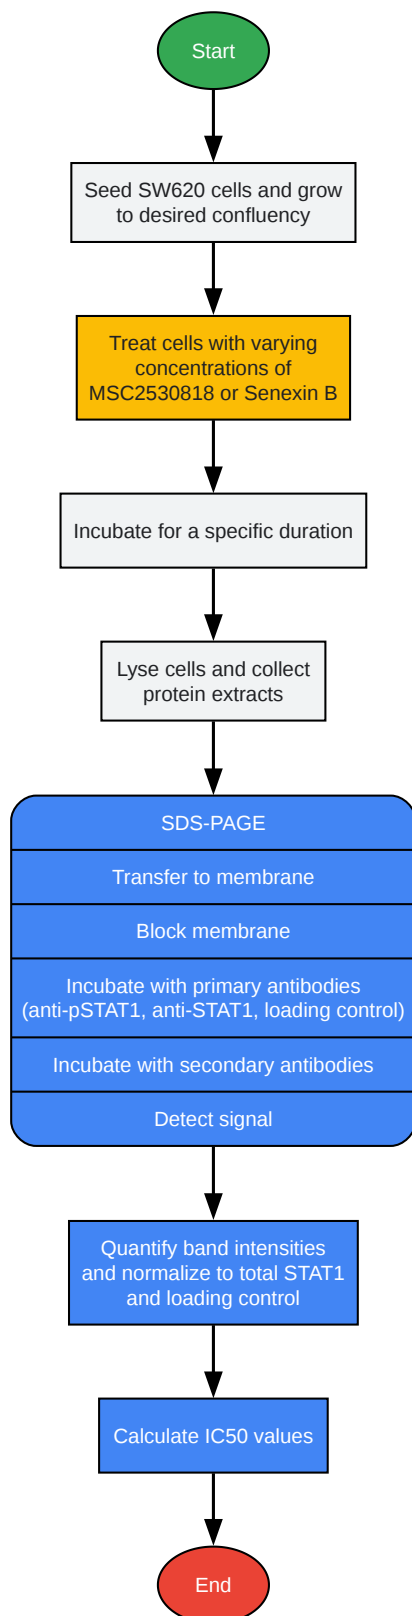 Start
Seed SW620 cells and grow
to desired confluency
Treat cells with varying
concentrations of
MSC2530818 or Senexin B
Incubate for a specific duration
Lyse cells and collect
protein extracts
SDS-PAGE
Transfer to membrane
Block membrane
Incubate with primary antibodies
(anti-pSTAT1, anti-STAT1, loading control)
Incubate with secondary antibodies
Detect signal
Quantify band intensities
and normalize to total STAT1
and loading control
Calculate IC50 values
End